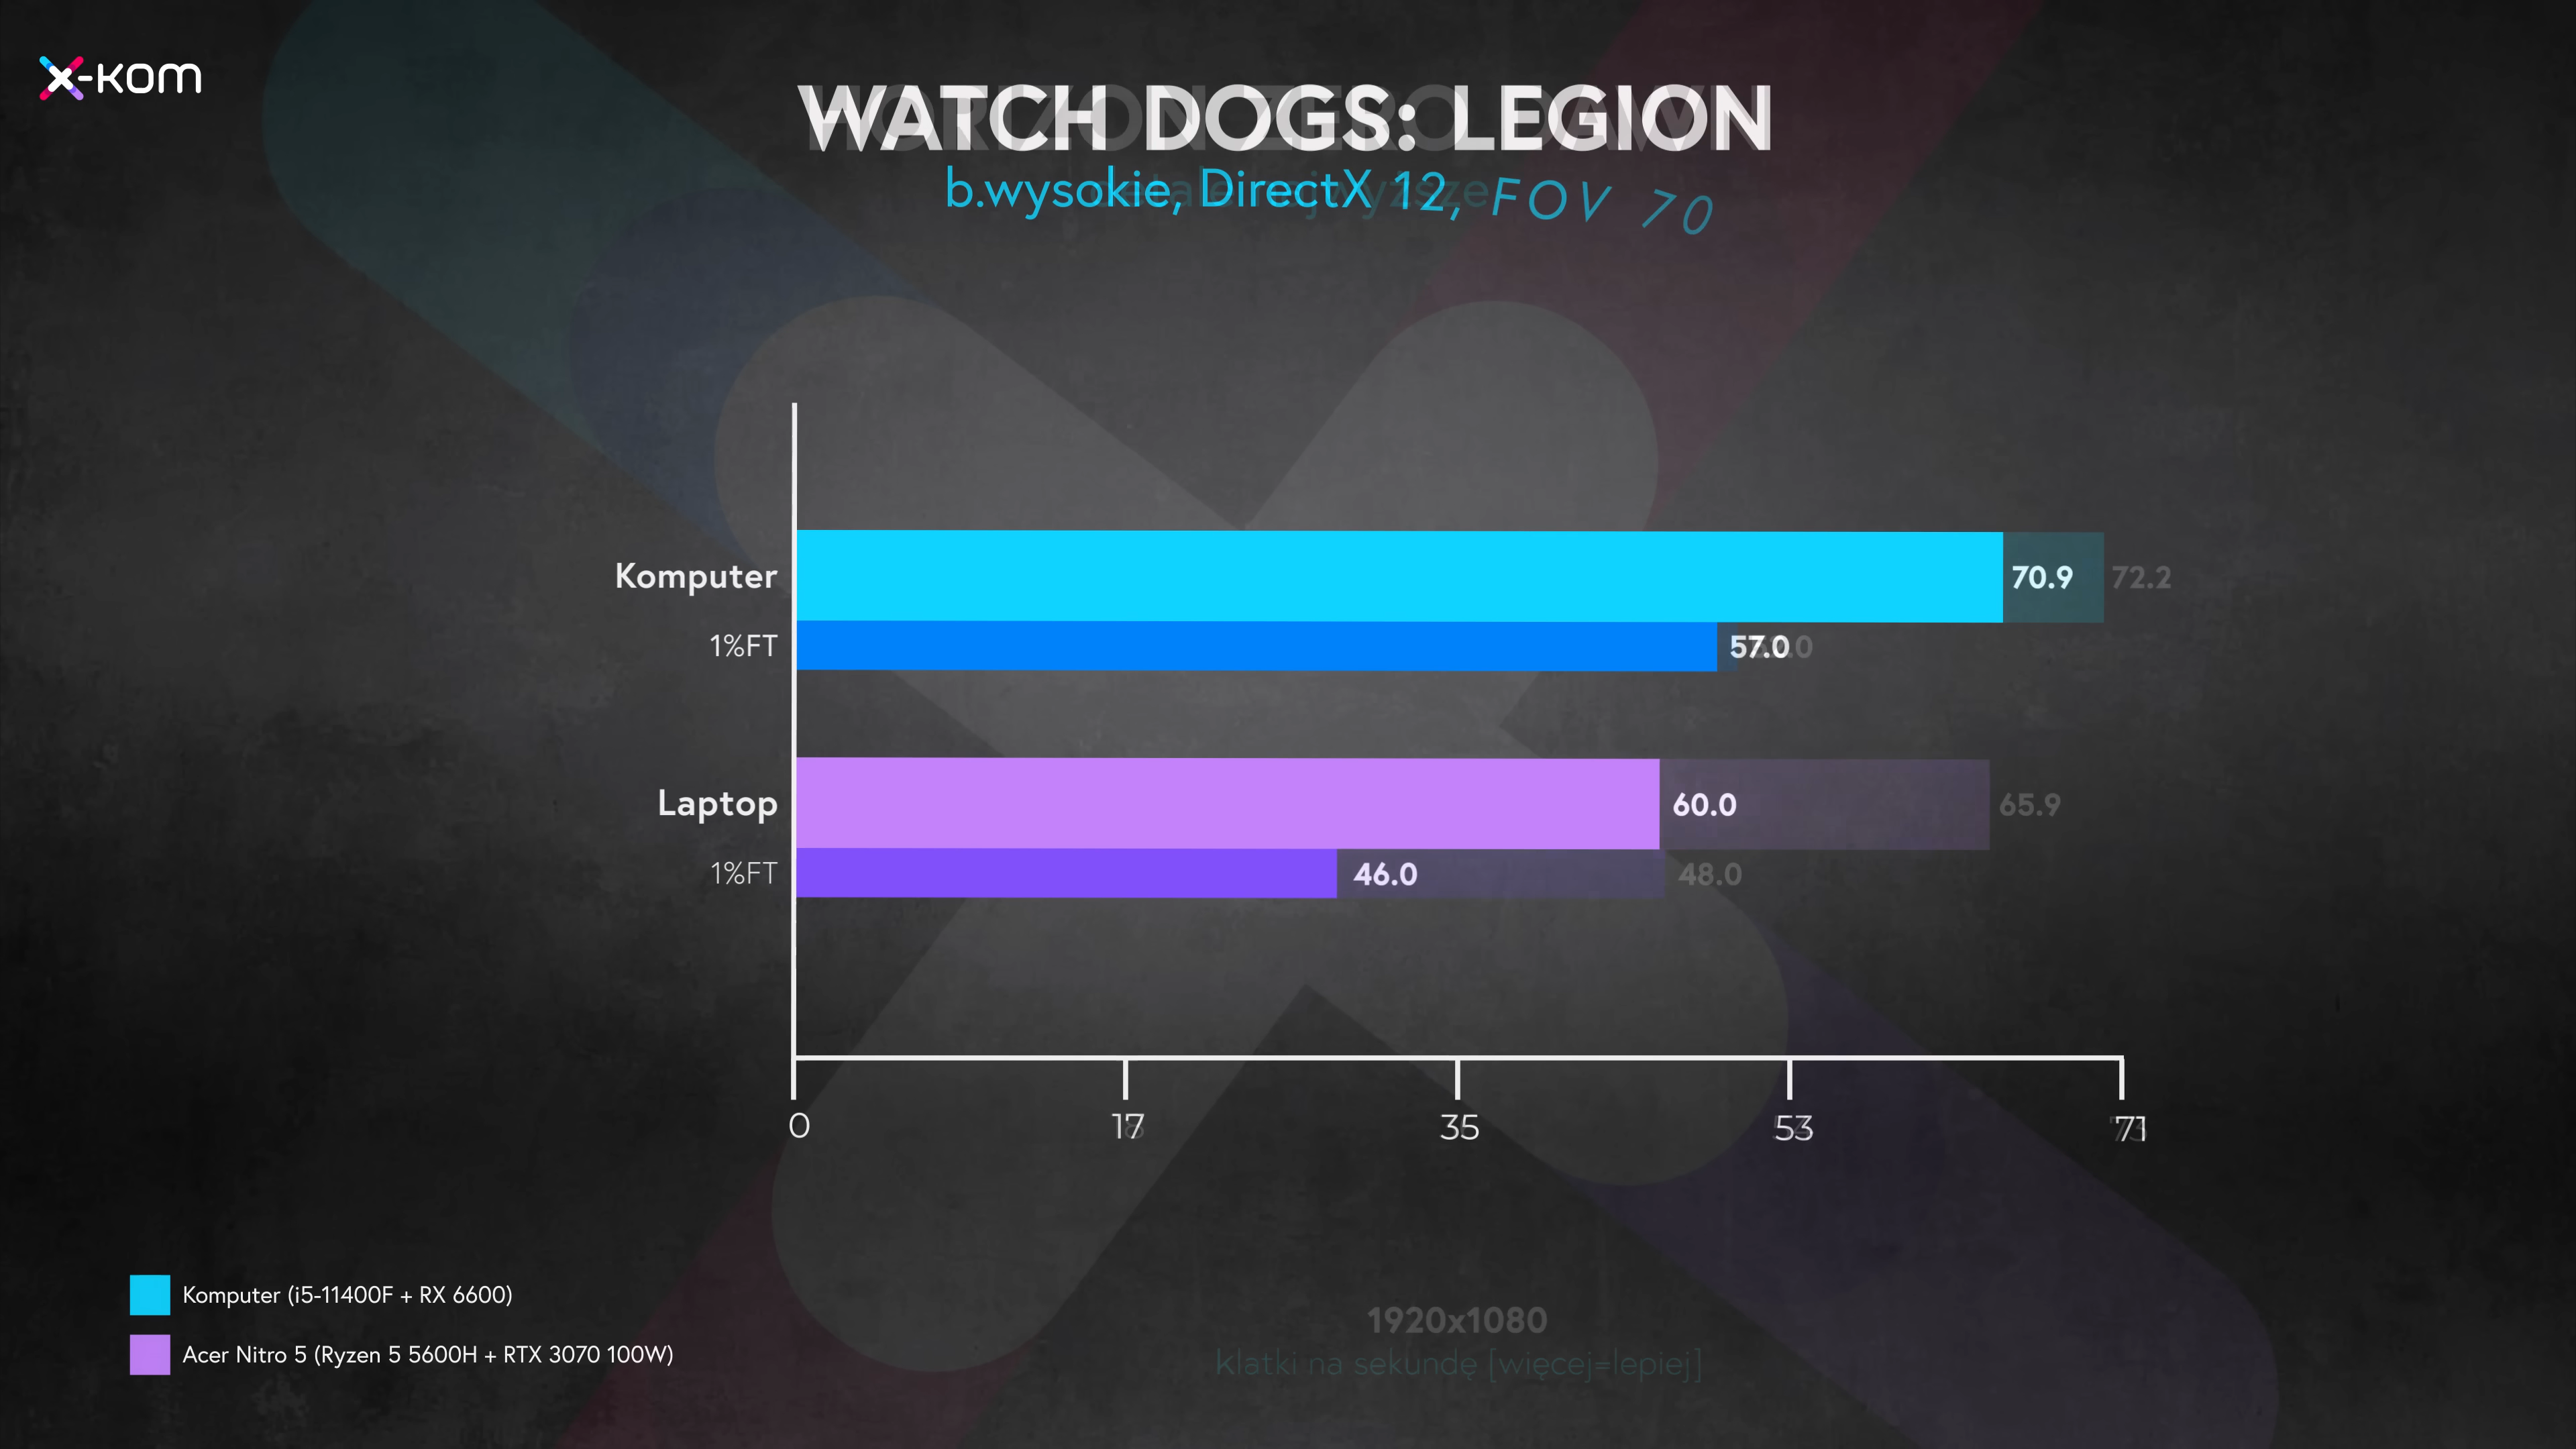 x-kom
WATCH DOGS: LEGION
b.wysokie, DirectX 12, FOV 70
Komputer 70.9 72.2
1%FT 57.0
Laptop 60.0 65.9
1%FT 46.0 48.0
0 17 35 53 71
Komputer (i5-11400F + RX 6600)
Acer Nitro 5 (Ryzen 5 5600H + RTX 3070 100W)
1920x1080
klatki na sekundę [więcej=lepiej]